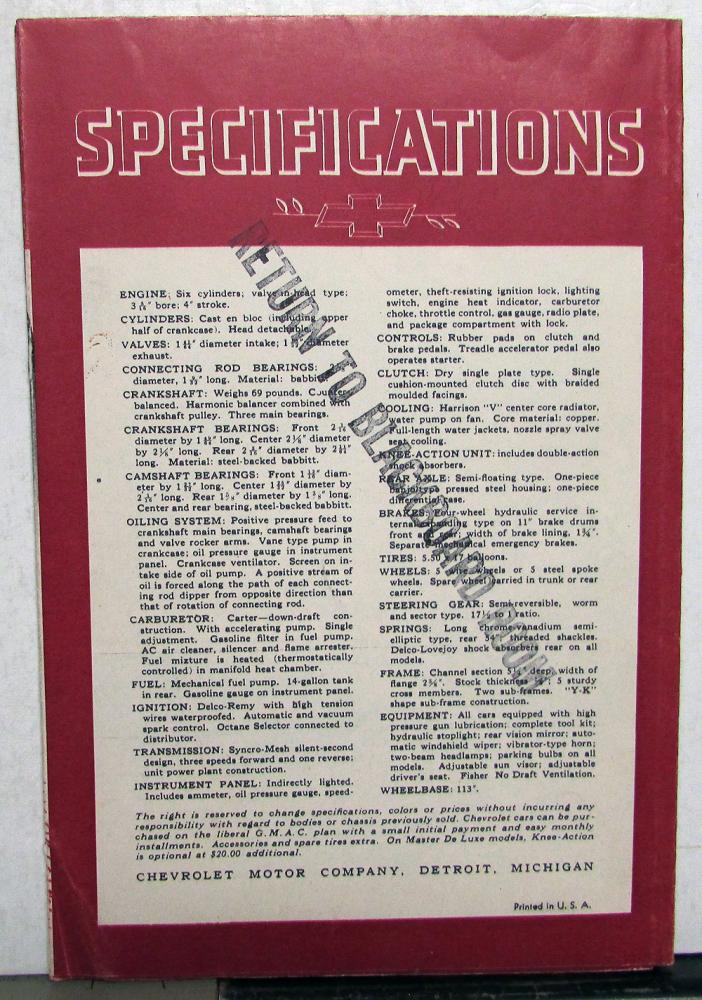 SPECIFICATIONS
RETURN TO BLACKBOARD ROOM
ENGINE: Six cylinders; valve-in-head type;
3 5/16″ bore; 4″ stroke.
CYLINDERS: Cast en bloc (including upper
half of crankcase). Head detachable.
VALVES: 1 41/64″ diameter intake; diameter
exhaust.
CONNECTING ROD BEARINGS:
diameter, long. Material: babbitt.
CRANKSHAFT: Weighs 69 pounds. Counter-
balanced. Harmonic balancer combined with
crankshaft pulley. Three main bearings.
CRANKSHAFT BEARINGS: Front
diameter by long. Center diameter
by long. Rear diameter by
long. Material: steel-backed babbitt.
CAMSHAFT BEARINGS: Front diam-
eter by long. Center diameter by
long. Rear diameter by long.
Center and rear bearing, steel-backed babbitt.
OILING SYSTEM: Positive pressure feed to
crankshaft main bearings, camshaft bearings
and valve rocker arms. Vane type pump in
crankcase; oil pressure gauge in instrument
panel. Crankcase ventilator. Screen on in-
take side of oil pump. A positive stream of
oil is forced along the path of each connect-
ing rod dipper from opposite direction than
that of rotation of connecting rod.
CARBURETOR: Carter—down-draft con-
struction. With accelerating pump. Single
adjustment. Gasoline filter in fuel pump.
AC air cleaner, silencer and flame arrester.
Fuel mixture is heated (thermostatically
controlled) in manifold heat chamber.
FUEL: Mechanical fuel pump. 14-gallon tank
in rear. Gasoline gauge on instrument panel.
IGNITION: Delco-Remy with high tension
wires waterproofed. Automatic and vacuum
spark control. Octane Selector connected to
distributor.
TRANSMISSION: Syncro-Mesh silent-second
design, three speeds forward and one reverse;
unit power plant construction.
INSTRUMENT PANEL: Indirectly lighted.
Includes ammeter, oil pressure gauge, speed-
ometer, theft-resisting ignition lock, lighting
switch, engine heat indicator, carburetor
choke, throttle control, gas gauge, radio plate,
and package compartment with lock.
CONTROLS: Rubber pads on clutch and
brake pedals. Treadle accelerator pedal also
operates starter.
CLUTCH: Dry single plate type. Single
cushion-mounted clutch disc with braided
moulded facings.
COOLING: Harrison "V" center core radiator,
water pump on fan. Core material: copper.
Full-length water jackets, nozzle spray valve
seat cooling.
KNEE-ACTION UNIT: includes double-action
shock absorbers.
REAR AXLE: Semi-floating type. One-piece
banjo-type pressed steel housing; one-piece
differential case.
BRAKES: Four-wheel hydraulic service in-
ternal expanding type on 11″ brake drums
front and rear; width of brake lining, 1¾″.
Separate mechanical emergency brakes.
TIRES: 5.50 x 17 balloons.
WHEELS: 5 wire wheels or 5 steel spoke
wheels. Spare wheel carried in trunk or rear
carrier.
STEERING GEAR: Semi-reversible, worm
and sector type. 17½ to 1 ratio.
SPRINGS: Long chrome-vanadium semi-
elliptic type, rear threaded shackles.
Delco-Lovejoy shock absorbers rear on all
models.
FRAME: Channel section deep, width of
flange Stock thickness 5 sturdy
cross members. Two sub-frames. "Y-K"
shape sub-frame construction.
EQUIPMENT: All cars equipped with high
pressure gun lubrication; complete tool kit;
hydraulic stoplight; rear vision mirror; auto-
matic windshield wiper; vibrator-type horn;
two-beam headlamps; parking bulbs on all
models. Adjustable sun visor; adjustable
driver's seat. Fisher No Draft Ventilation.
WHEELBASE: 113″.
The right is reserved to change specifications, colors or prices without incurring any
responsibility with regard to bodies or chassis previously sold. Chevrolet cars can be pur-
chased on the liberal G.M.A.C. plan with a small initial payment and easy monthly
installments. Accessories and spare tires extra. On Master De Luxe models, Knee-Action
is optional at $20.00 additional.
CHEVROLET MOTOR COMPANY, DETROIT, MICHIGAN
Printed in U. S. A.